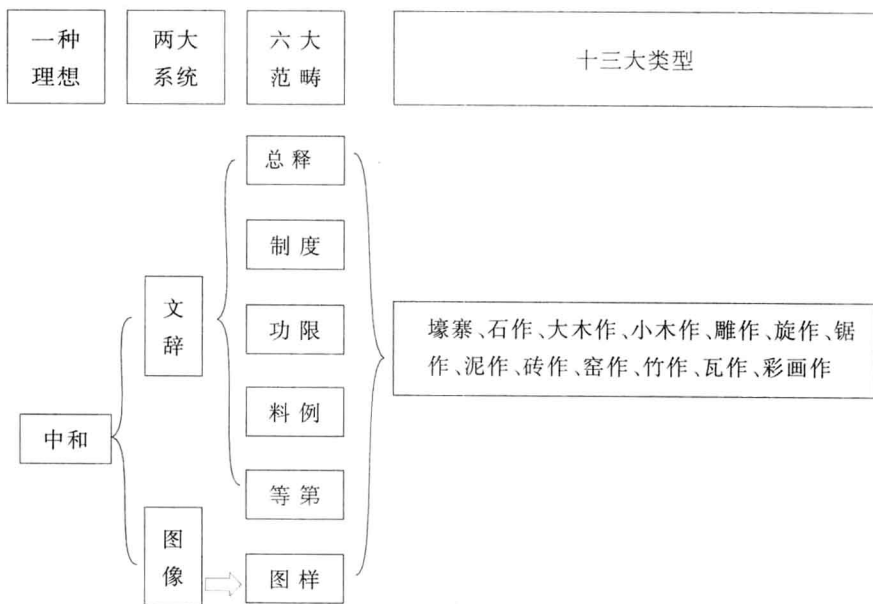 一种
理想
两大
系统
六大
范畴
十三大类型
总释
制度
文
辞
功限
壕寨、石作、大木作、小木作、雕作、旋作、锯
作、泥作、砖作、窑作、竹作、瓦作、彩画作
料例
中和
等第
图
像
图样